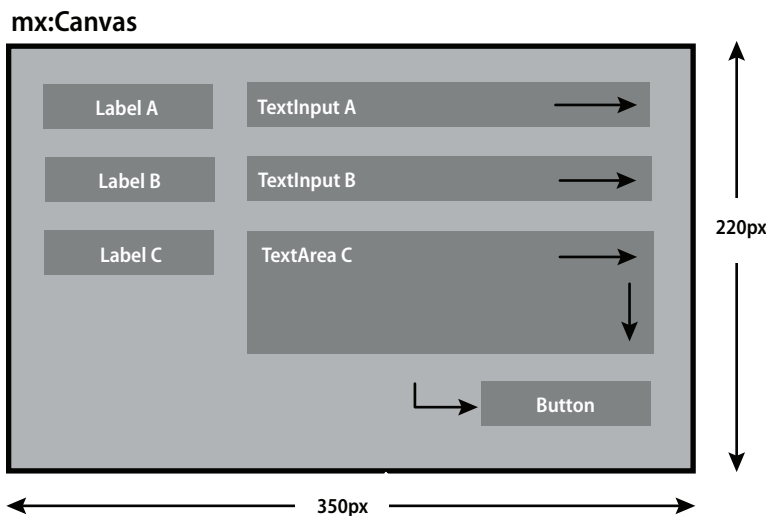 mx:Canvas
Label A
TextInput A
Label B
TextInput B
220px
Label C
TextArea C
Button
350px